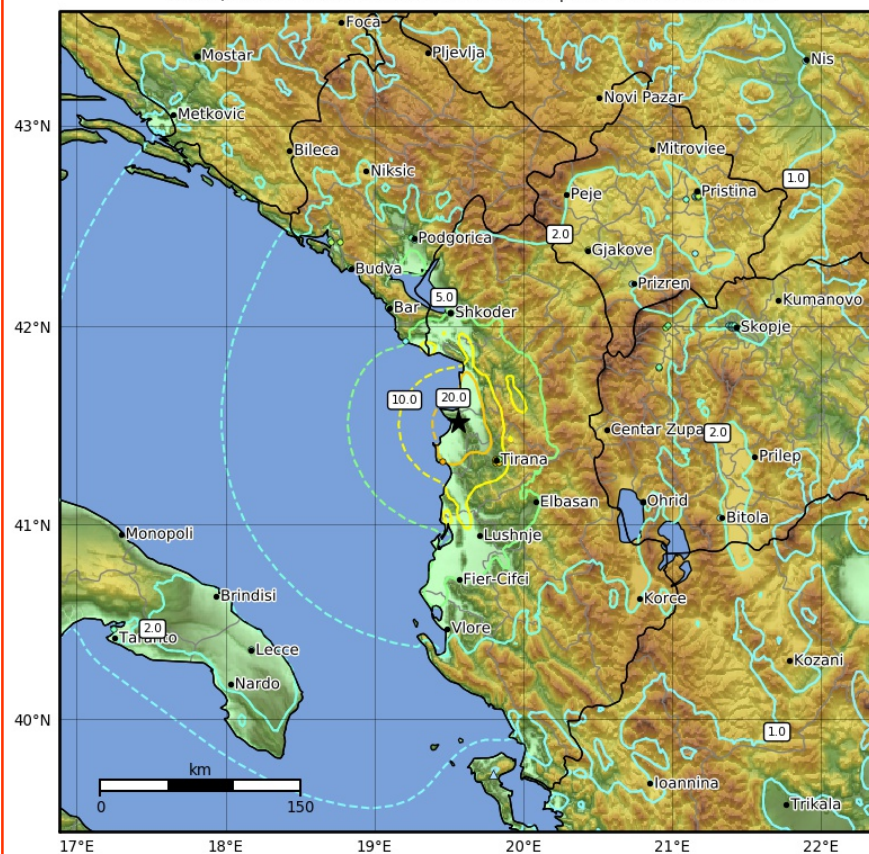 Foca
Pljevlja
Mostar
Nis
Novi Pazar
Metkovic
43°N
Bileca
Mitrovice
Niksic
1.0
Peje
Pristina
2.0
Podgorica
Gjakove
Budva
Prizren
5.0
Kumanovo
Bar
Shkoder
42°N
Skopje
10.0
20.0
Centar Zupa
2.0
Tirana
Prilep
Elbasan
Ohrid
Bitola
41°N
Monopoli
Lushnje
Fier-Cifci
Brindisi
Korce
2.0
Vlore
Taranto
Lecce
Kozani
Nardo
40°N
1.0
km
Ioannina
0
150
Trikala
17°E
18°E
19°E
20°E
21°E
22°E